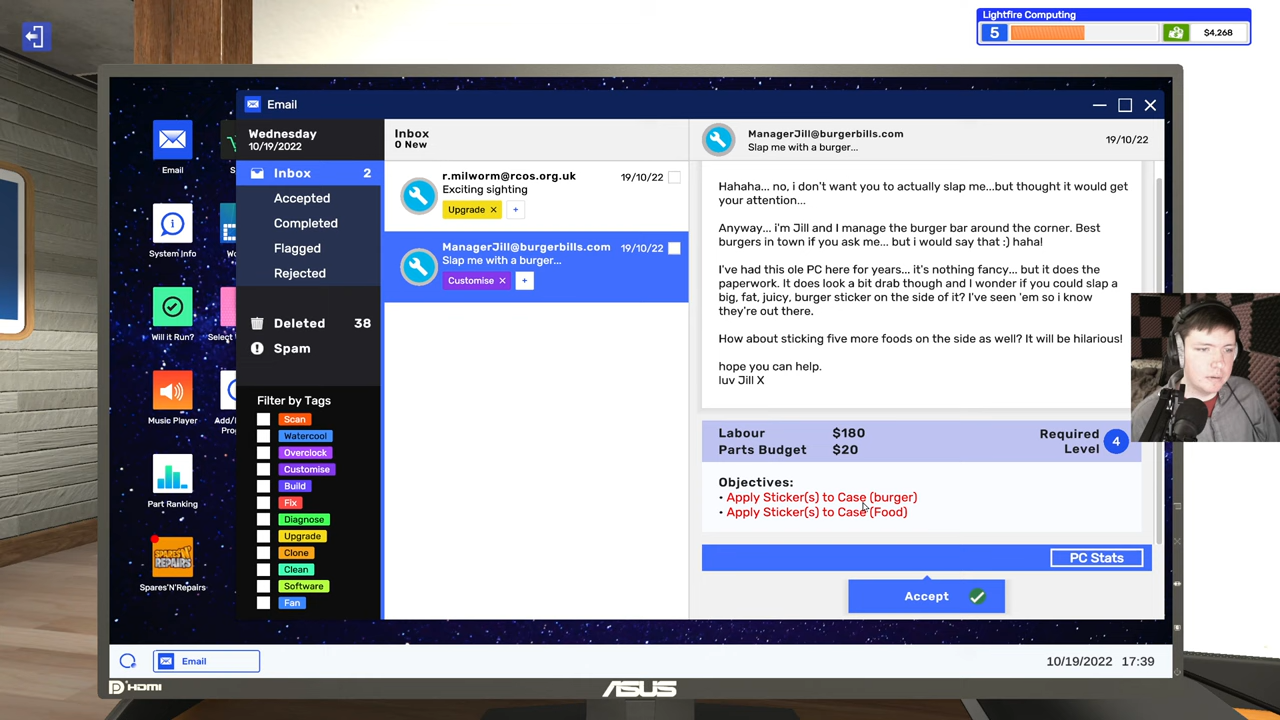 Lightfire Computing
5
$4,268
Email
Wednesday
10/19/2022
Inbox 2
Accepted
Completed
Flagged
Rejected
Deleted 38
Spam
Filter by Tags
Scan
Watercool
Overclock
Customise
Build
Fix
Diagnose
Upgrade
Clone
Clean
Software
Fan
Inbox
0 New
r.milworm@rcos.org.uk 19/10/22
Exciting sighting
Upgrade × +
ManagerJill@burgerbills.com 19/10/22
Slap me with a burger...
Customise × +
ManagerJill@burgerbills.com 19/10/22
Slap me with a burger...
Hahaha... no, i don't want you to actually slap me...but thought it would get
your attention...
Anyway... i'm Jill and I manage the burger bar around the corner. Best
burgers in town if you ask me... but i would say that :) haha!
I've had this ole PC here for years... it's nothing fancy... but it does the
paperwork. It does look a bit drab though and I wonder if you could slap a
big, fat, juicy, burger sticker on the side of it? I've seen 'em so i know
they're out there.
How about sticking five more foods on the side as well? It will be hilarious!
hope you can help.
luv Jill X
Labour $180
Parts Budget $20
Required
Level 4
Objectives:
• Apply Sticker(s) to Case (burger)
• Apply Sticker(s) to Case (Food)
PC Stats
Accept
Email
System Info
Will it Run?
Music Player
Part Ranking
SPARES N REPAIRS
Spares'N'Repairs
Email
10/19/2022 17:39
HDMI
ASUS